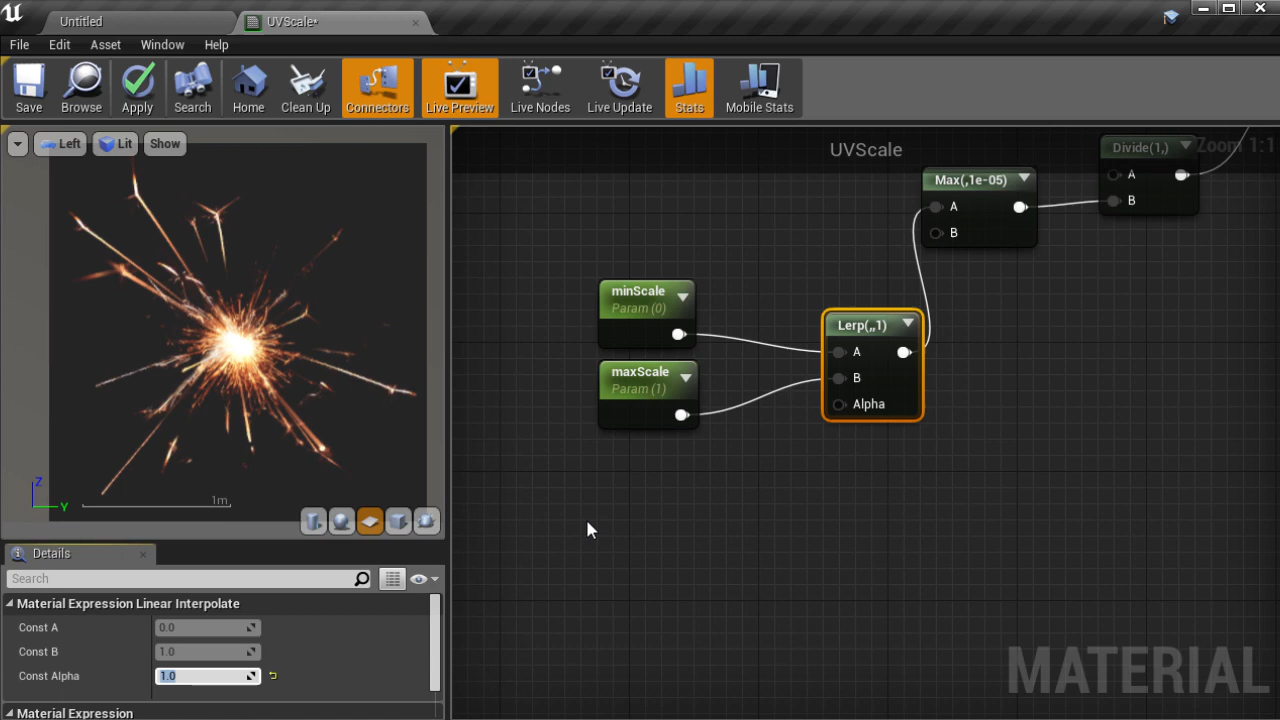 Untitled
UVScale*
File Edit Asset Window Help
Save Browse Apply Search Home Clean Up Connectors Live Preview Live Nodes Live Update Stats Mobile Stats
Left Lit Show
UVScale
Zoom 1:1
Divide(1,)
A
B
Max(,1e-05)
A
B
minScale
Param (0)
maxScale
Param (1)
Lerp(,,1)
A
B
Alpha
Z
Y
1m
Details
Search
Material Expression Linear Interpolate
Const A 0.0
Const B 1.0
Const Alpha 1.0
Material Expression
MATERIAL